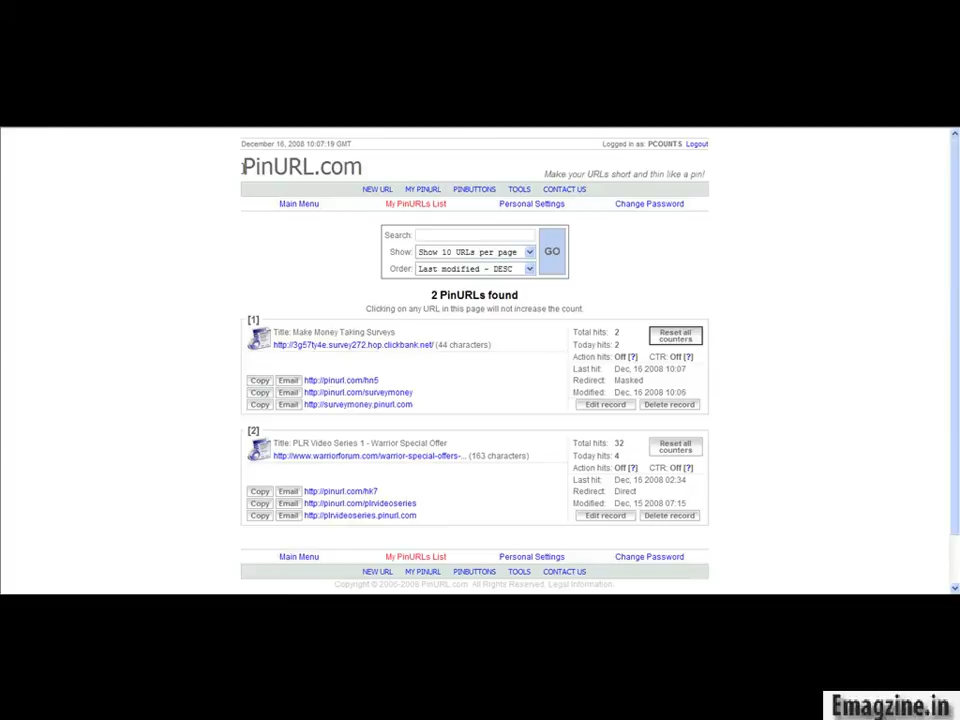 December 16, 2008 10:07:19 GMT Logged in as: PCOUNTS Logout
PinURL.com
Make your URLs short and thin like a pin!
NEW URL MY PINURL PINBUTTONS TOOLS CONTACT US
Main Menu My PinURLs List Personal Settings Change Password
Search:
Show: Show 10 URLs per page GO
Order: Last modified - DESC
2 PinURLs found
Clicking on any URL in this page will not increase the count.
[1]
Title: Make Money Taking Surveys Total hits: 2 Reset all counters
http://3g57ty4e.survey272.hop.clickbank.net/ (44 characters) Today hits: 2
Action hits: Off [?] CTR: Off [?]
Last hit: Dec, 16 2008 10:07
Copy Email http://pinurl.com/hn5 Redirect: Masked
Copy Email http://pinurl.com/surveymoney Modified: Dec, 16 2008 10:06
Copy Email http://surveymoney.pinurl.com Edit record Delete record
[2]
Title: PLR Video Series 1 - Warrior Special Offer Total hits: 32 Reset all counters
http://www.warriorforum.com/warrior-special-offers-... (163 characters) Today hits: 4
Action hits: Off [?] CTR: Off [?]
Last hit: Dec, 16 2008 02:34
Copy Email http://pinurl.com/hk7 Redirect: Direct
Copy Email http://pinurl.com/plrvideoseries Modified: Dec, 15 2008 07:15
Copy Email http://plrvideoseries.pinurl.com Edit record Delete record
Main Menu My PinURLs List Personal Settings Change Password
NEW URL MY PINURL PINBUTTONS TOOLS CONTACT US
Copyright © 2005-2008 PinURL.com All Rights Reserved. Legal Information.
Emagzine.in